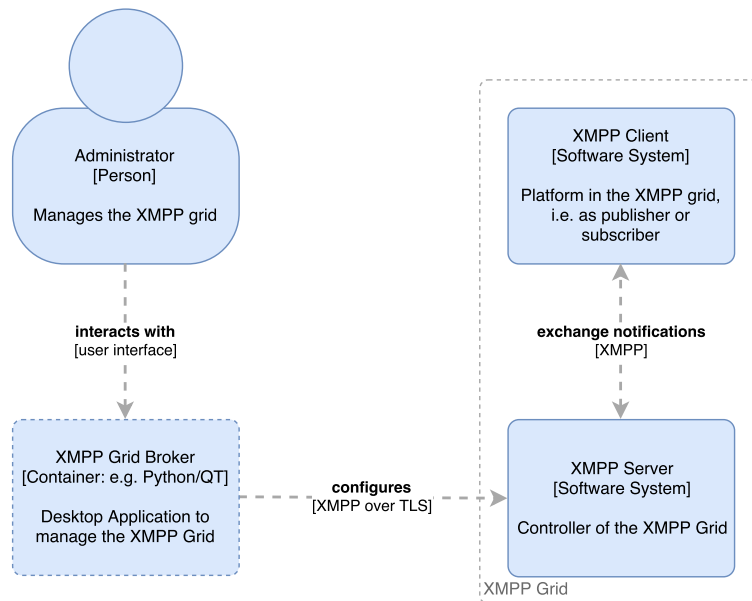 Administrator
[Person]
Manages the XMPP grid
interacts with
[user interface]
XMPP Grid Broker
[Container: e.g. Python/QT]
Desktop Application to
manage the XMPP Grid
configures
[XMPP over TLS]
XMPP Client
[Software System]
Platform in the XMPP grid,
i.e. as publisher or
subscriber
exchange notifications
[XMPP]
XMPP Server
[Software System]
Controller of the XMPP Grid
XMPP Grid